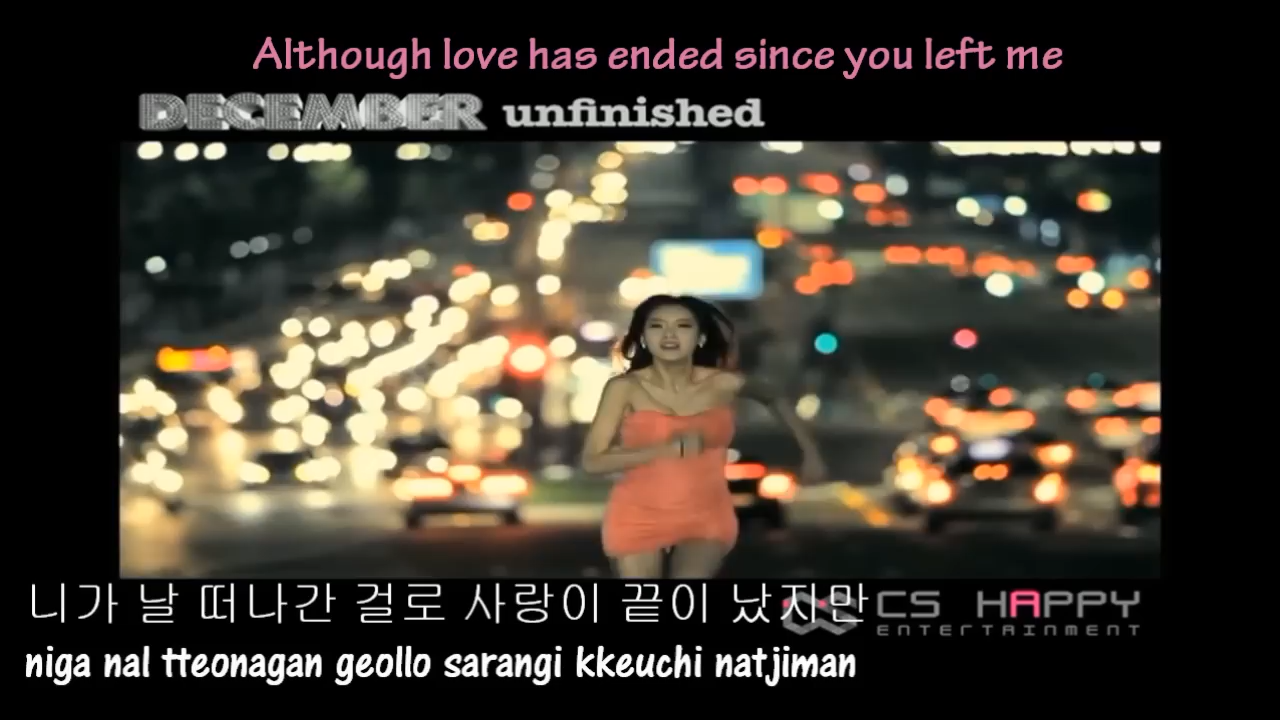 Although love has ended since you left me
DECEMBER unfinished
니가 날 떠나간 걸로 사랑이 끝이 났지만
CS HAPPY
ENTERTAINMENT
niga nal tteonagan geollo sarangi kkeuchi natjiman